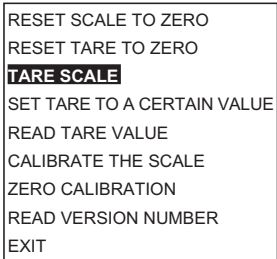 RESET SCALE TO ZERO
RESET TARE TO ZERO
TARE SCALE
SET TARE TO A CERTAIN VALUE
READ TARE VALUE
CALIBRATE THE SCALE
ZERO CALIBRATION
READ VERSION NUMBER
EXIT